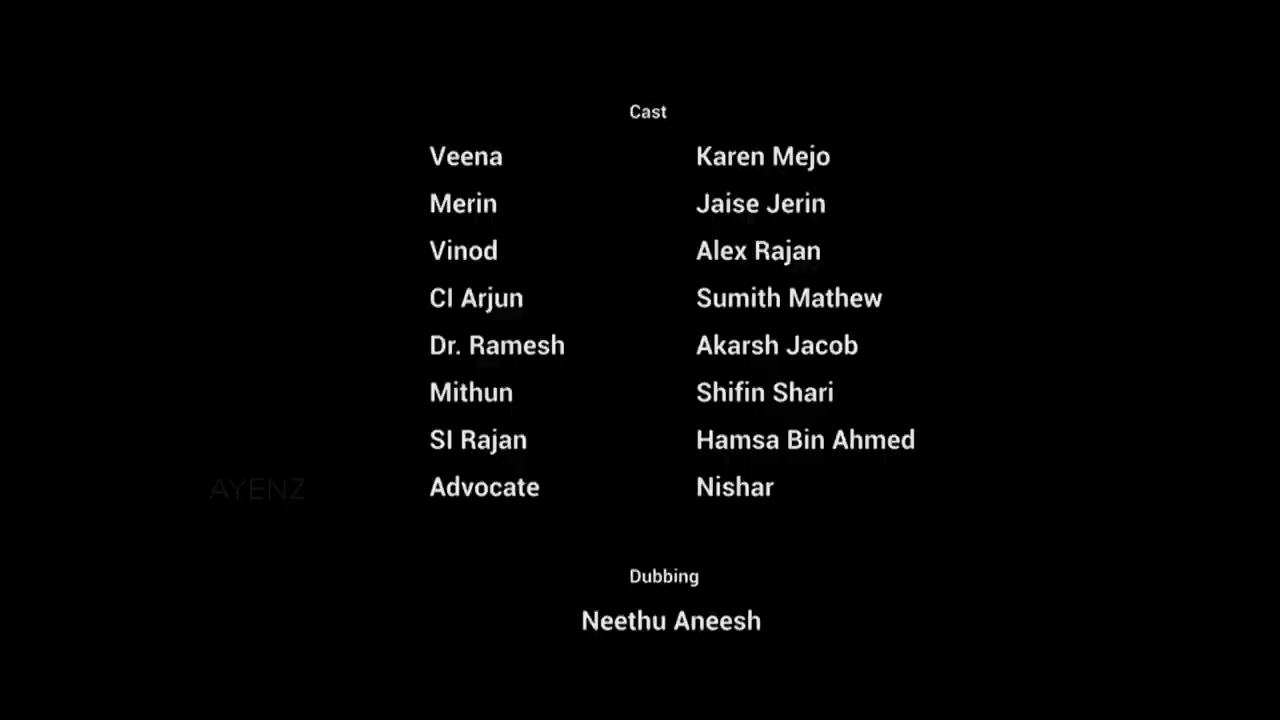 Cast
Veena Karen Mejo
Merin Jaise Jerin
Vinod Alex Rajan
CI Arjun Sumith Mathew
Dr. Ramesh Akarsh Jacob
Mithun Shifin Shari
SI Rajan Hamsa Bin Ahmed
AYENZ
Advocate Nishar
Dubbing
Neethu Aneesh